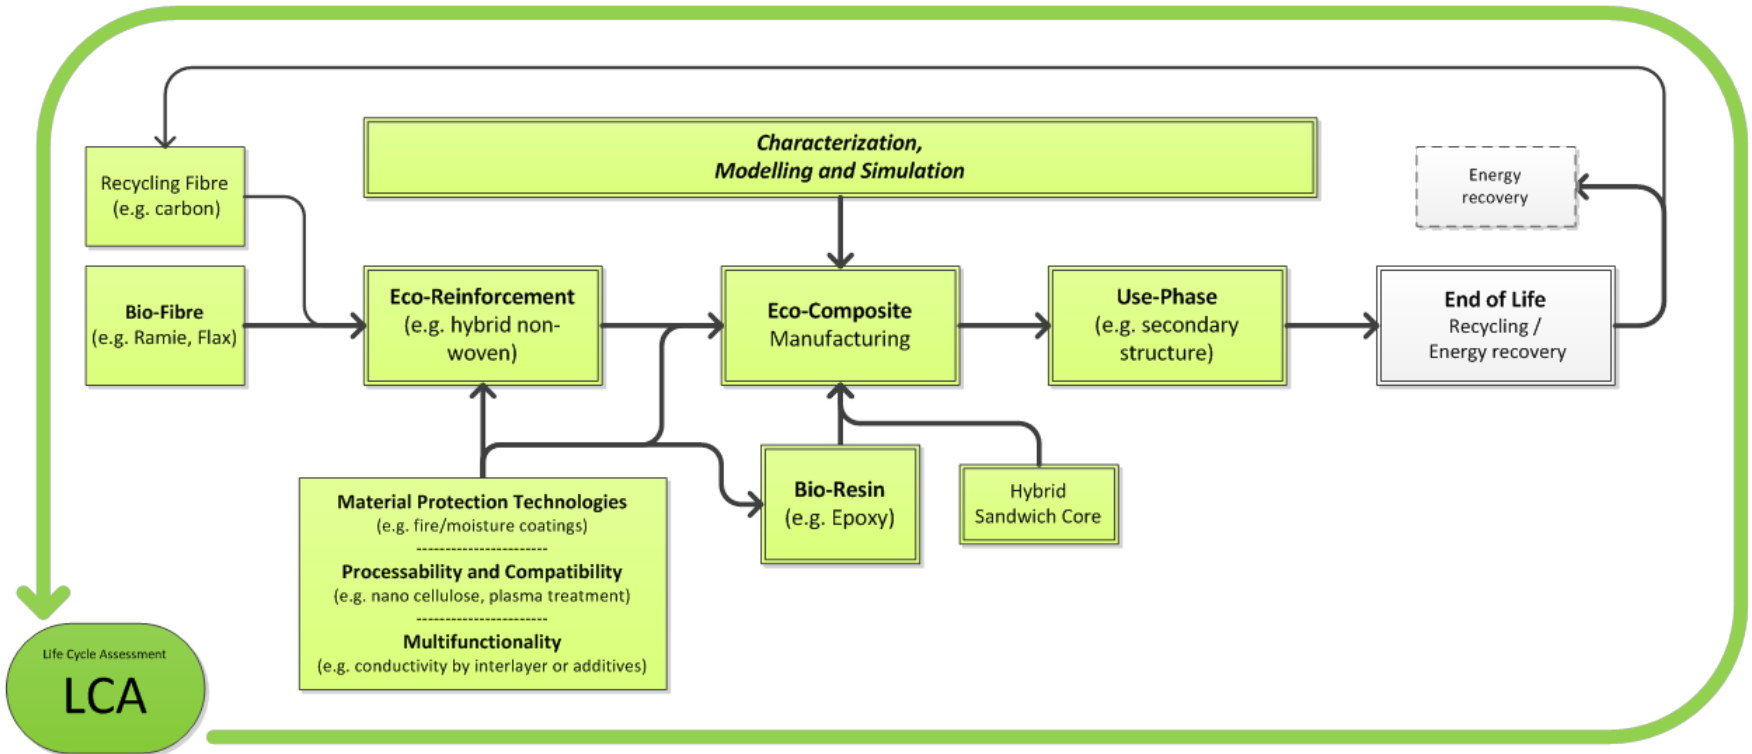 Characterization,
Modelling and Simulation
Recycling Fibre
(e.g. carbon)
Energy
recovery
Bio-Fibre
(e.g. Ramie, Flax)
Eco-Reinforcement
(e.g. hybrid non-
woven)
Eco-Composite
Manufacturing
Use-Phase
(e.g. secondary
structure)
End of Life
Recycling /
Energy recovery
Material Protection Technologies
(e.g. fire/moisture coatings)
-----------------------
Processability and Compatibility
(e.g. nano cellulose, plasma treatment)
-----------------------
Multifunctionality
(e.g. conductivity by interlayer or additives)
Bio-Resin
(e.g. Epoxy)
Hybrid
Sandwich Core
Life Cycle Assessment
LCA